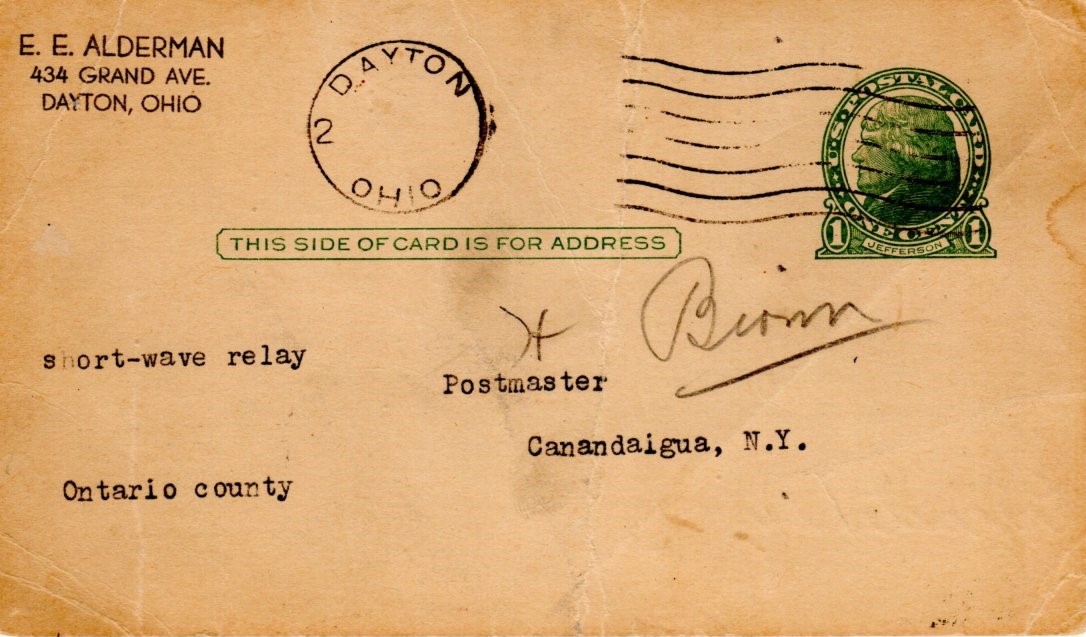 E. E. ALDERMAN
434 GRAND AVE.
DAYTON, OHIO
DAYTON
2
OHIO
U·S·POSTAL CARD
ONE CENT
1 JEFFERSON 1
THIS SIDE OF CARD IS FOR ADDRESS
H Brown
short-wave relay
Postmaster
Canandaigua, N.Y.
Ontario county